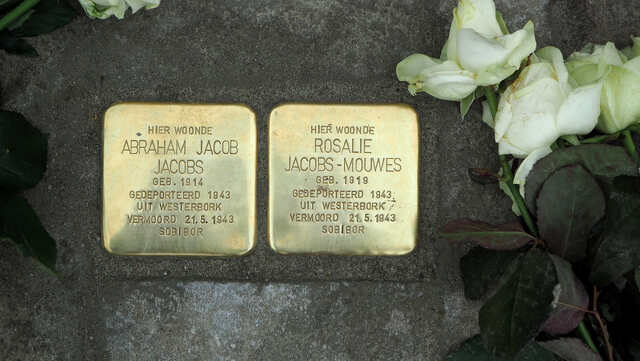 HIER WOONDE
ABRAHAM JACOB
JACOBS
GEB. 1914
GEDEPORTEERD 1943
UIT WESTERBORK
VERMOORD 21.5.1943
SOBIBOR
HIER WOONDE
ROSALIE
JACOBS-MOUWES
GEB. 1919
GEDEPORTEERD 1943
UIT WESTERBORK
VERMOORD 21.5.1943
SOBIBOR